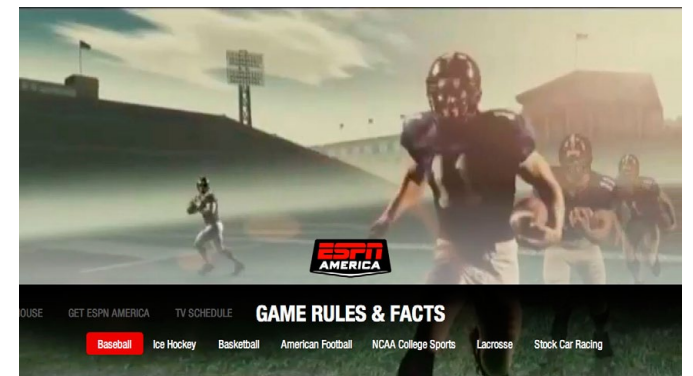 ESPN
AMERICA
OUSE GET ESPN AMERICA TV SCHEDULE GAME RULES & FACTS
Baseball Ice Hockey Basketball American Football NCAA College Sports Lacrosse Stock Car Racing